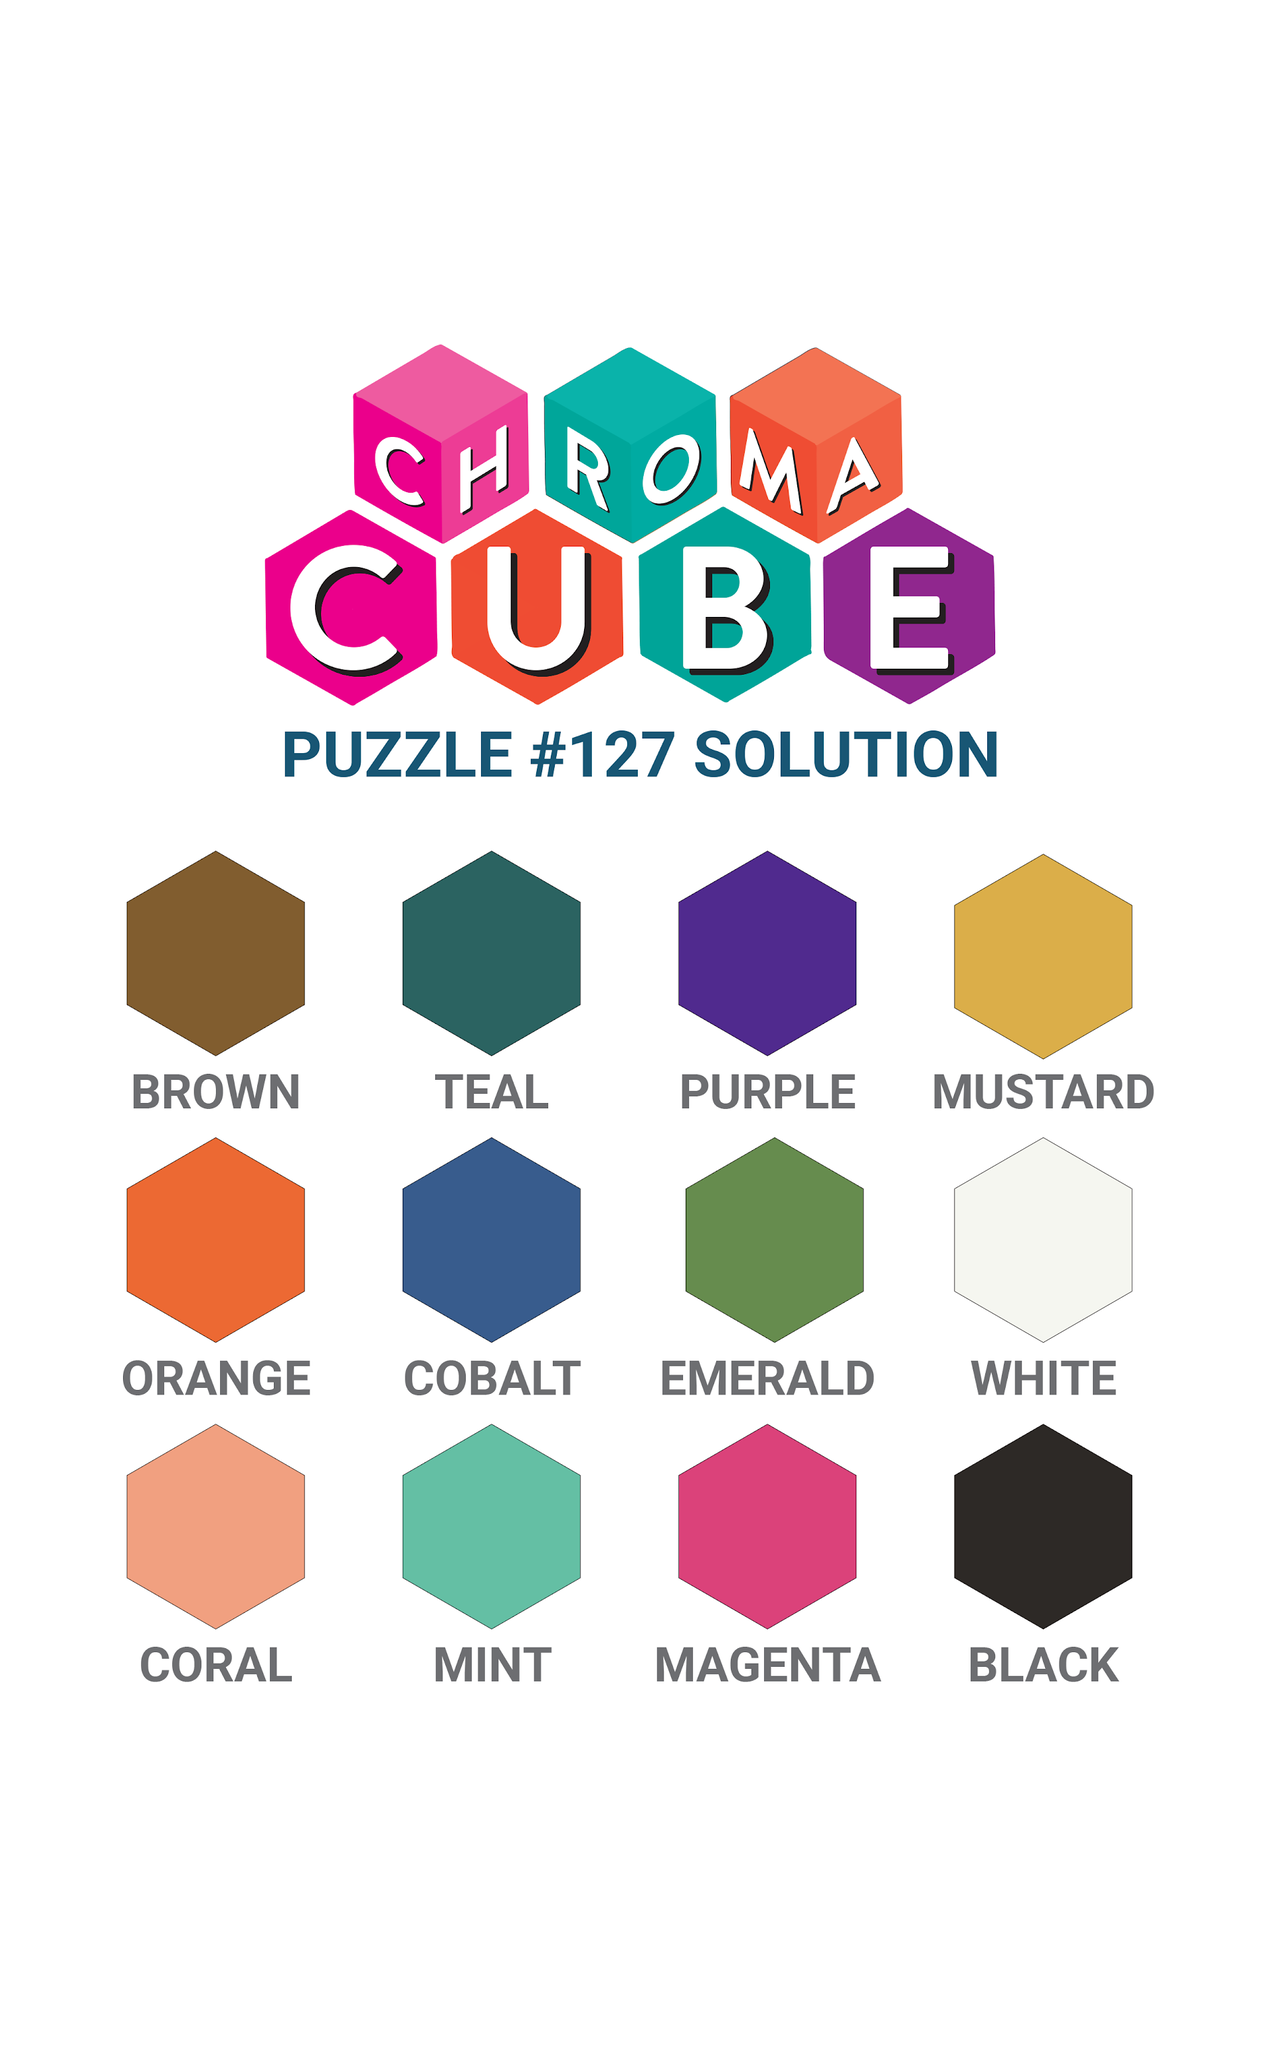 CHROMA
CUBE
PUZZLE #127 SOLUTION
BROWN TEAL PURPLE MUSTARD
ORANGE COBALT EMERALD WHITE
CORAL MINT MAGENTA BLACK